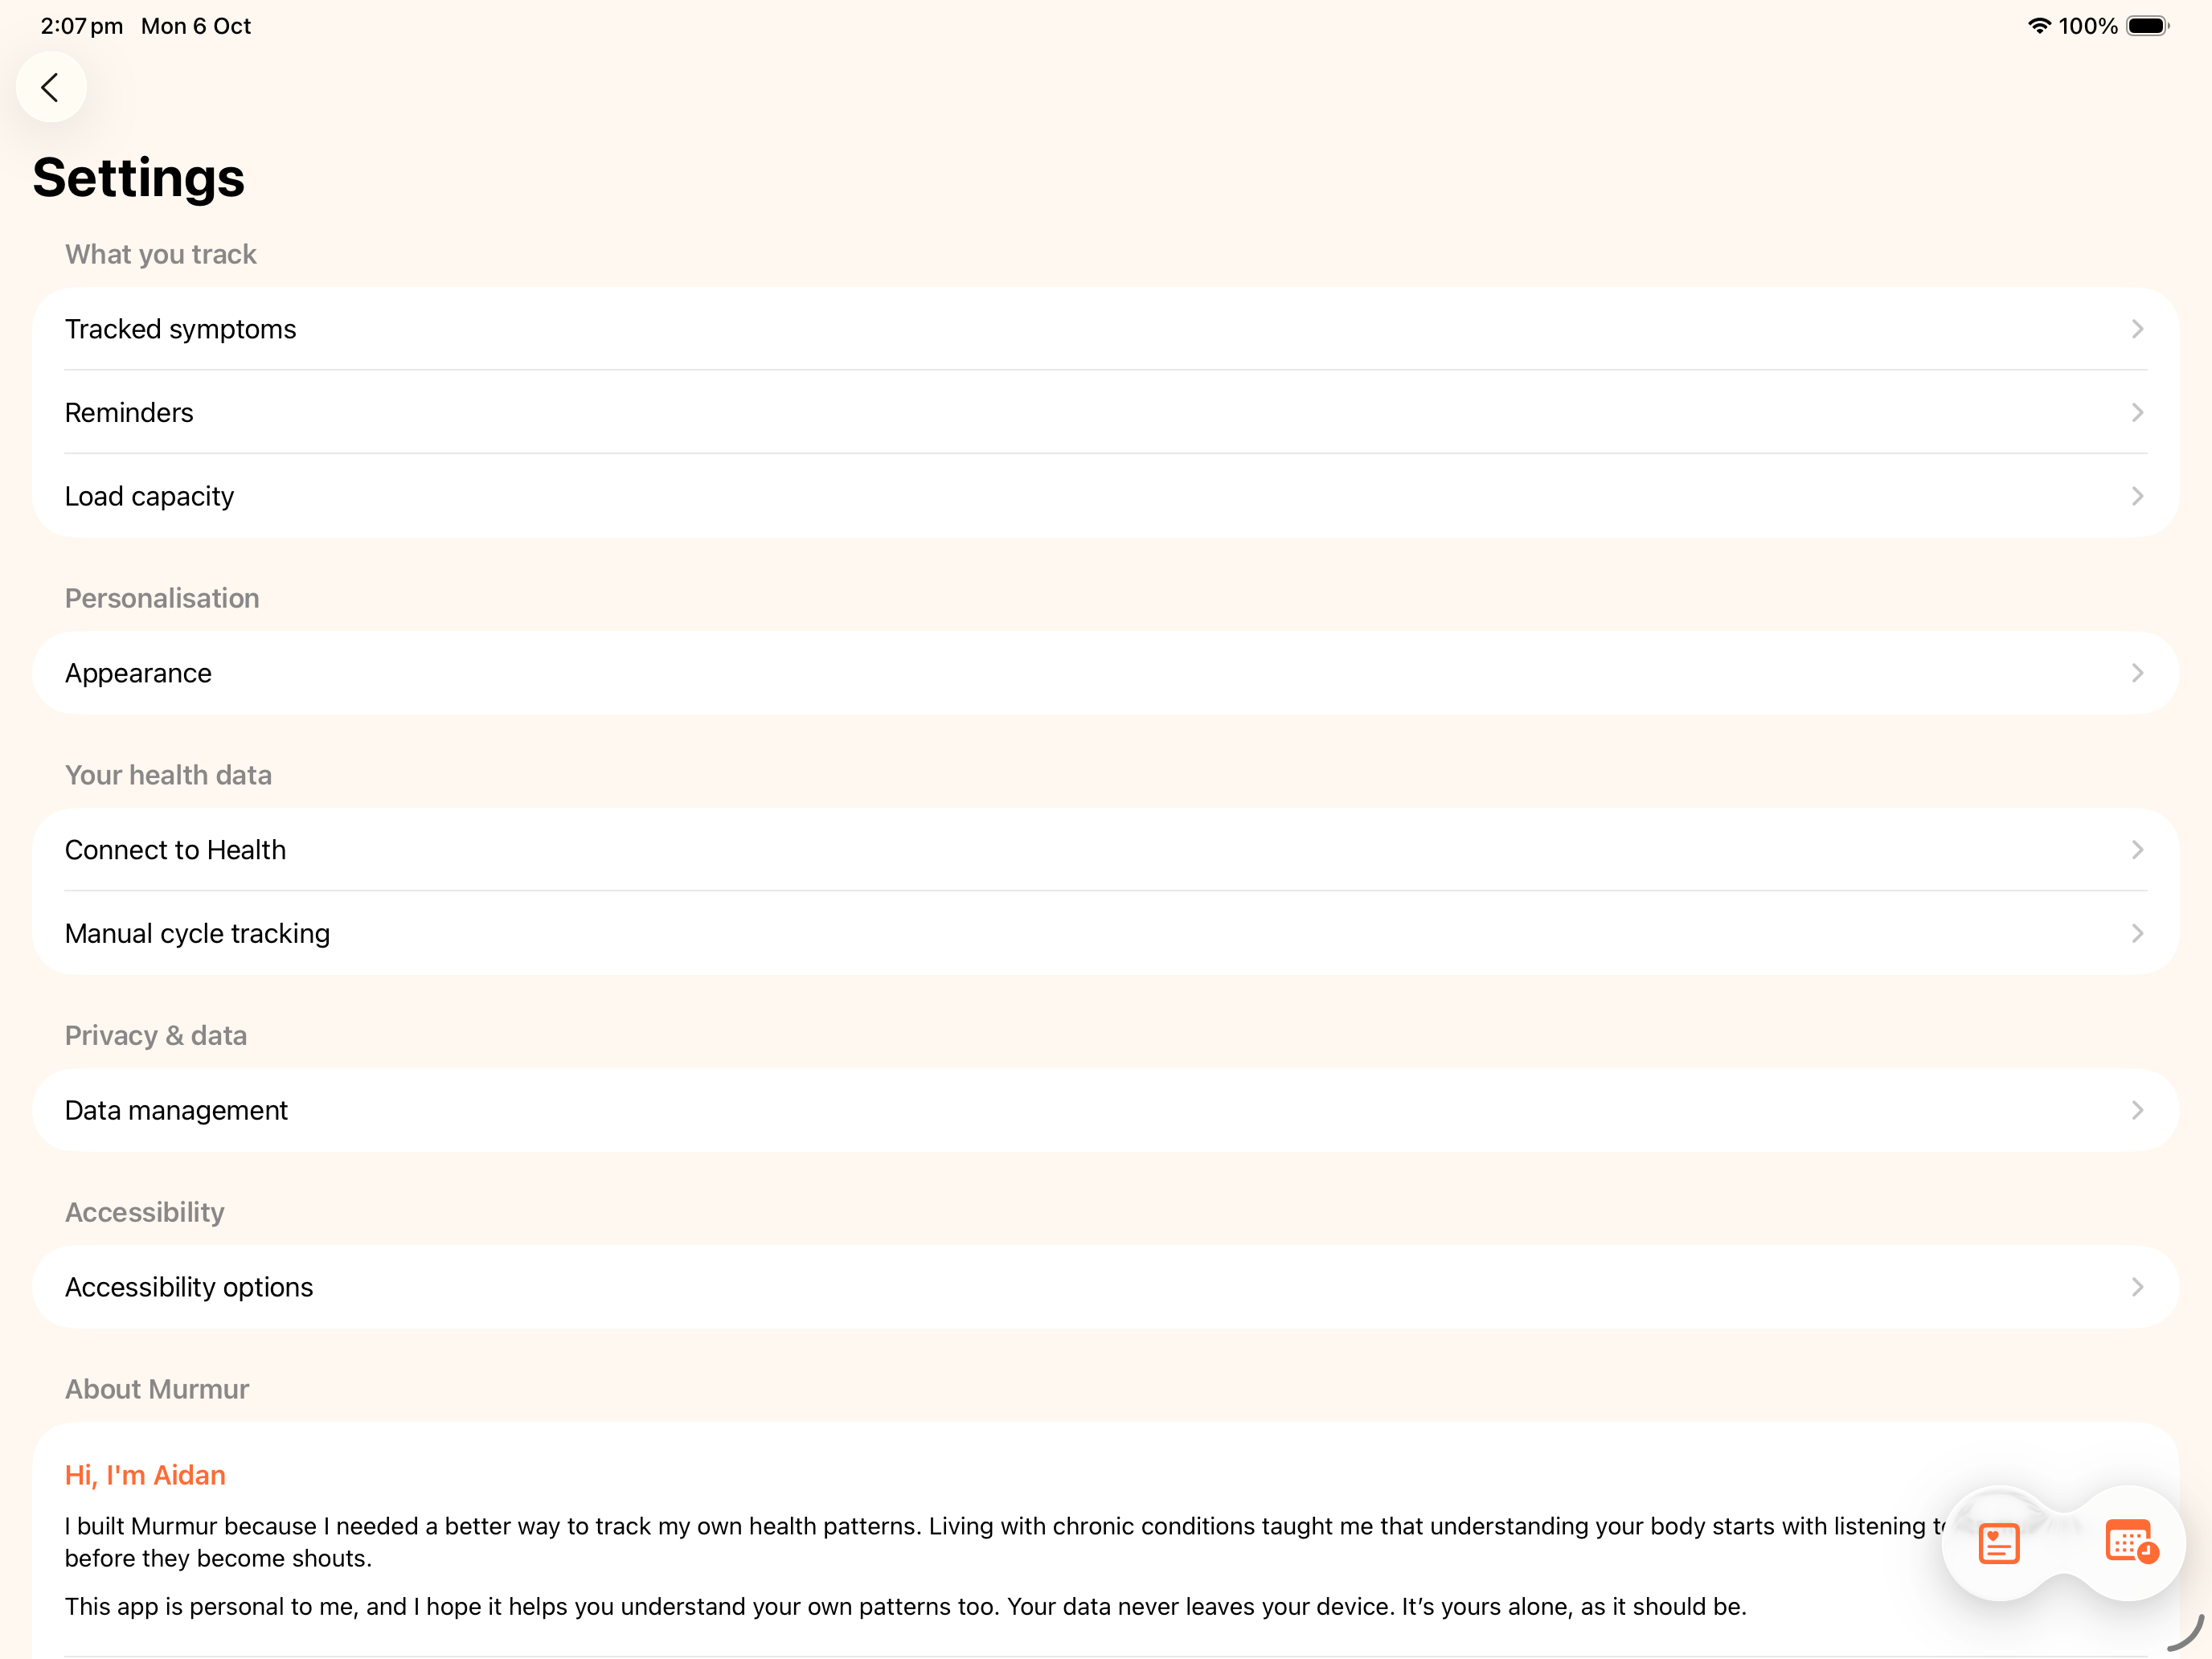 2:07 pm Mon 6 Oct
100%
Settings
What you track
Tracked symptoms
Reminders
Load capacity
Personalisation
Appearance
Your health data
Connect to Health
Manual cycle tracking
Privacy & data
Data management
Accessibility
Accessibility options
About Murmur
Hi, I'm Aidan
I built Murmur because I needed a better way to track my own health patterns. Living with chronic conditions taught me that understanding your body starts with listening
before they become shouts.
This app is personal to me, and I hope it helps you understand your own patterns too. Your data never leaves your device. It’s yours alone, as it should be.